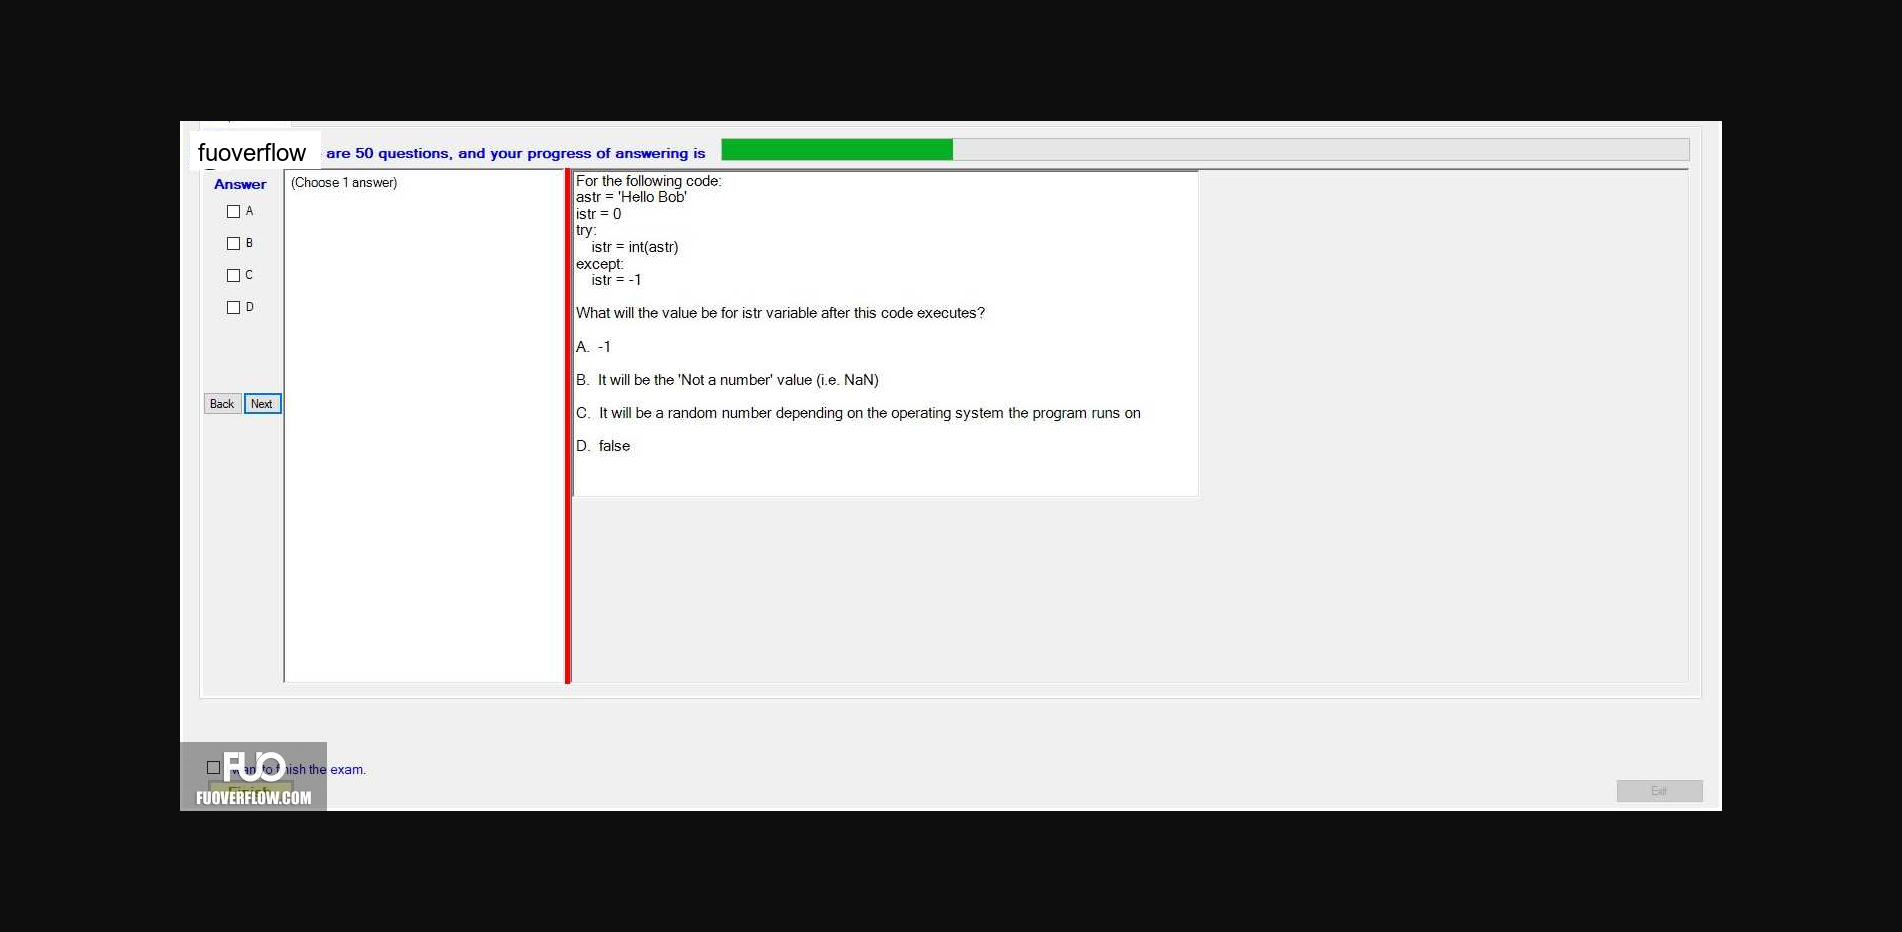 fuoverflow are 50 questions, and your progress of answering is
Answer
(Choose 1 answer)
A
B
C
D
Back Next
For the following code:
astr = 'Hello Bob'
istr = 0
try:
    istr = int(astr)
except:
    istr = -1
What will the value be for istr variable after this code executes?
A.  -1
B.  It will be the 'Not a number' value (i.e. NaN)
C.  It will be a random number depending on the operating system the program runs on
D.  false
FUO
want to finish the exam.
Finish
FUOVERFLOW.COM
Exit